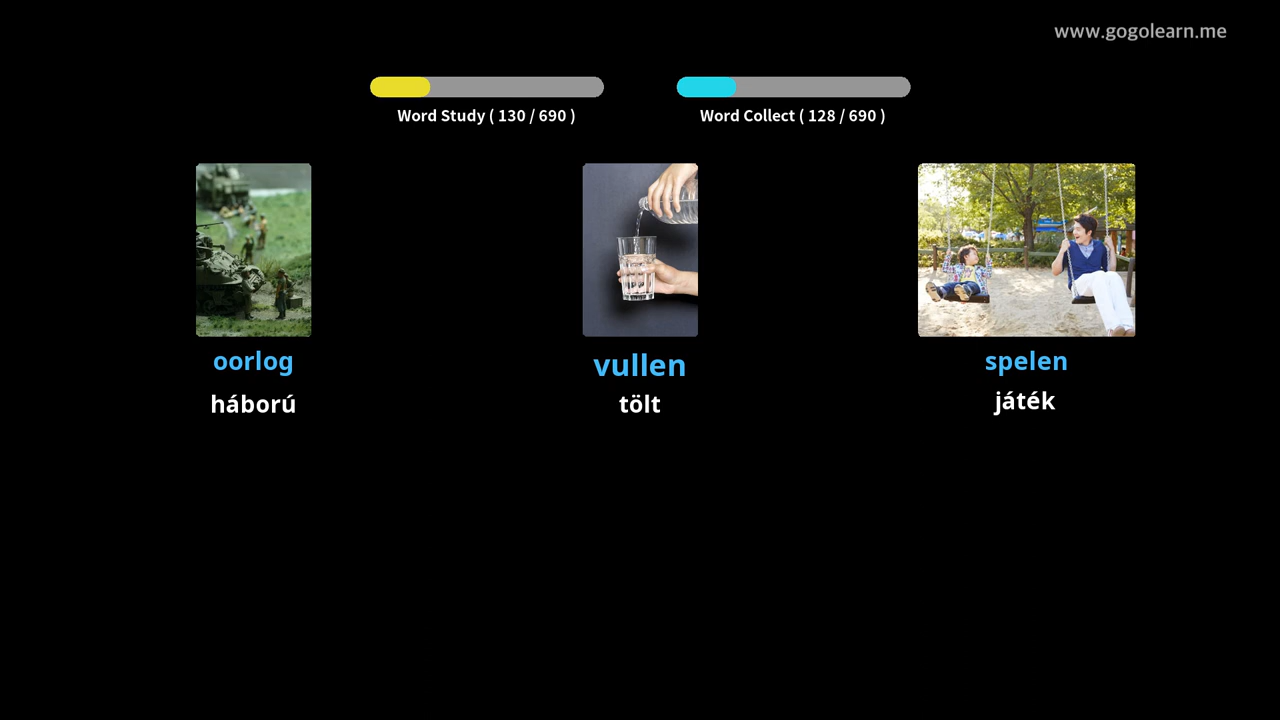 www.gogolearn.me
Word Study ( 130 / 690 )
Word Collect ( 128 / 690 )
oorlog
háború
vullen
tölt
spelen
játék